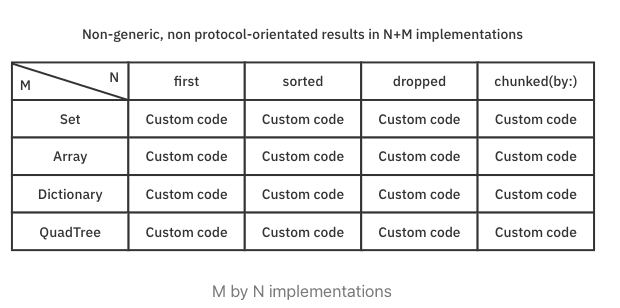 Non-generic, non protocol-orientated results in N+M implementations
M N first sorted dropped chunked(by:)
Set Custom code Custom code Custom code Custom code
Array Custom code Custom code Custom code Custom code
Dictionary Custom code Custom code Custom code Custom code
QuadTree Custom code Custom code Custom code Custom code
M by N implementations